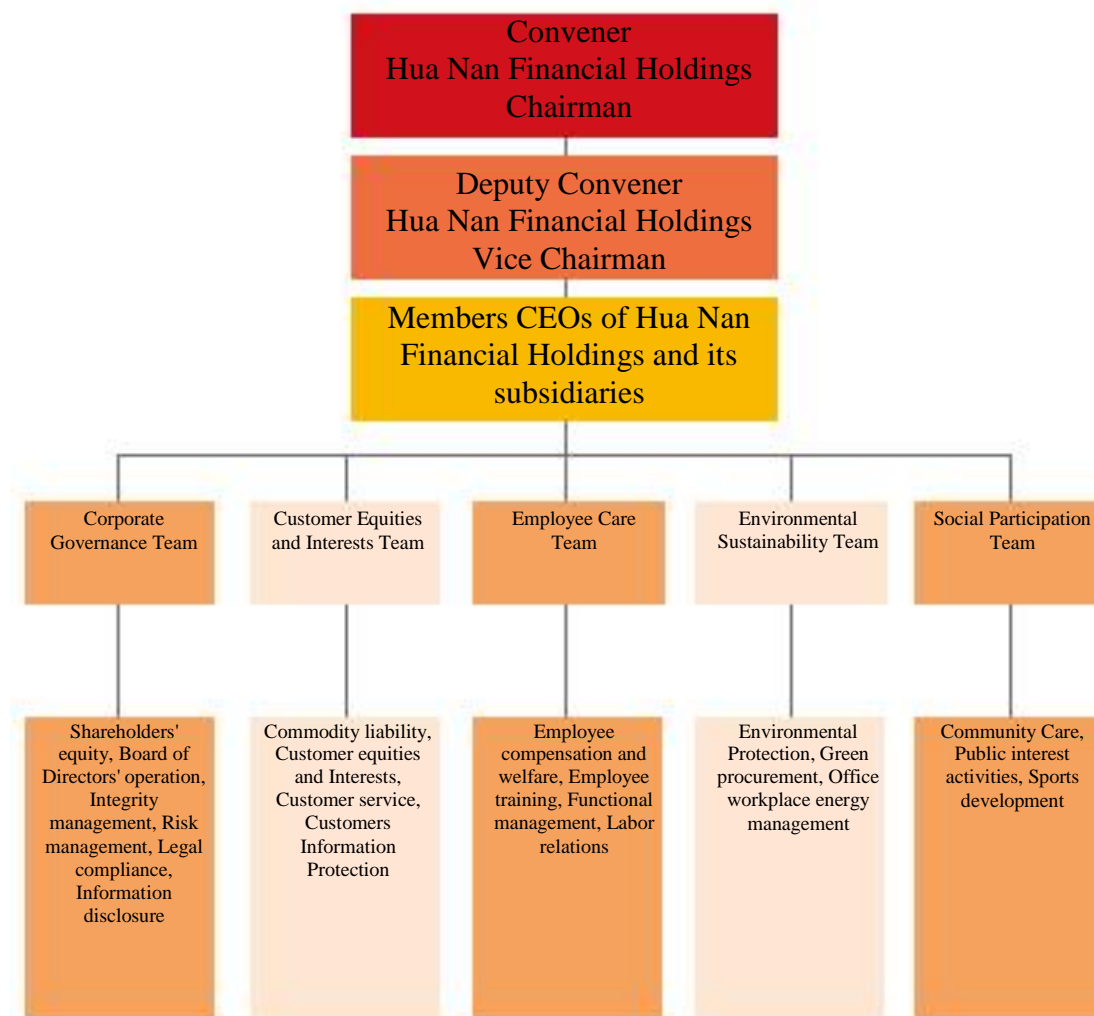 Convener
Hua Nan Financial Holdings
Chairman
Deputy Convener
Hua Nan Financial Holdings
Vice Chairman
Members CEOs of Hua Nan
Financial Holdings and its
subsidiaries
Corporate
Governance Team
Customer Equities
and Interests Team
Employee Care
Team
Environmental
Sustainability Team
Social Participation
Team
Shareholders'
equity, Board of
Directors' operation,
Integrity
management, Risk
management, Legal
compliance,
Information
disclosure
Commodity liability,
Customer equities
and Interests,
Customer service,
Customers
Information
Protection
Employee
compensation and
welfare, Employee
training, Functional
management, Labor
relations
Environmental
Protection, Green
procurement, Office
workplace energy
management
Community Care,
Public interest
activities, Sports
development